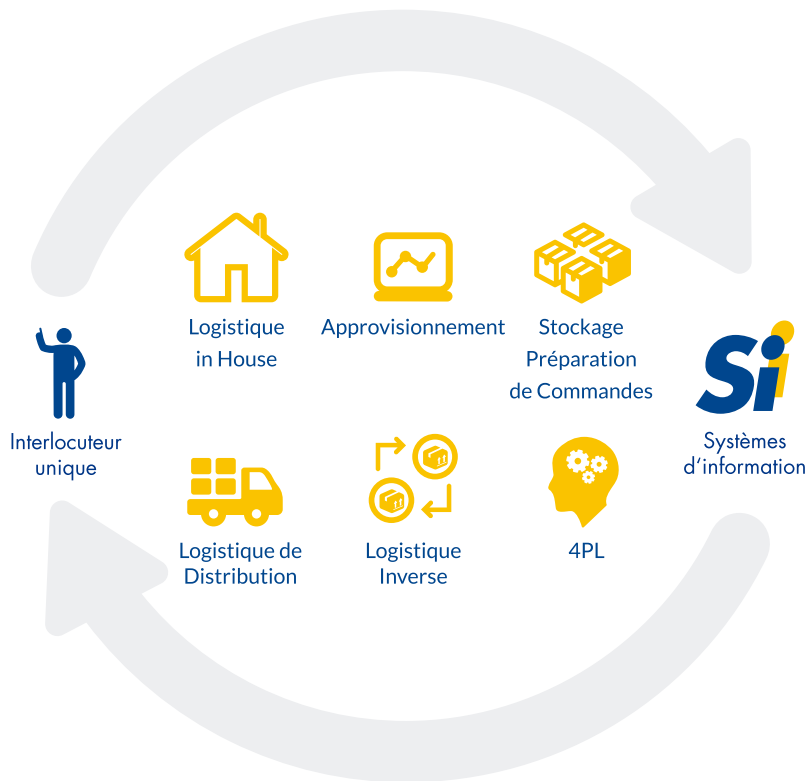 Logistique
in House
Approvisionnement
Stockage
Préparation
de Commandes
Interlocuteur
unique
Si
Systèmes
d'information
Logistique de
Distribution
Logistique
Inverse
4PL